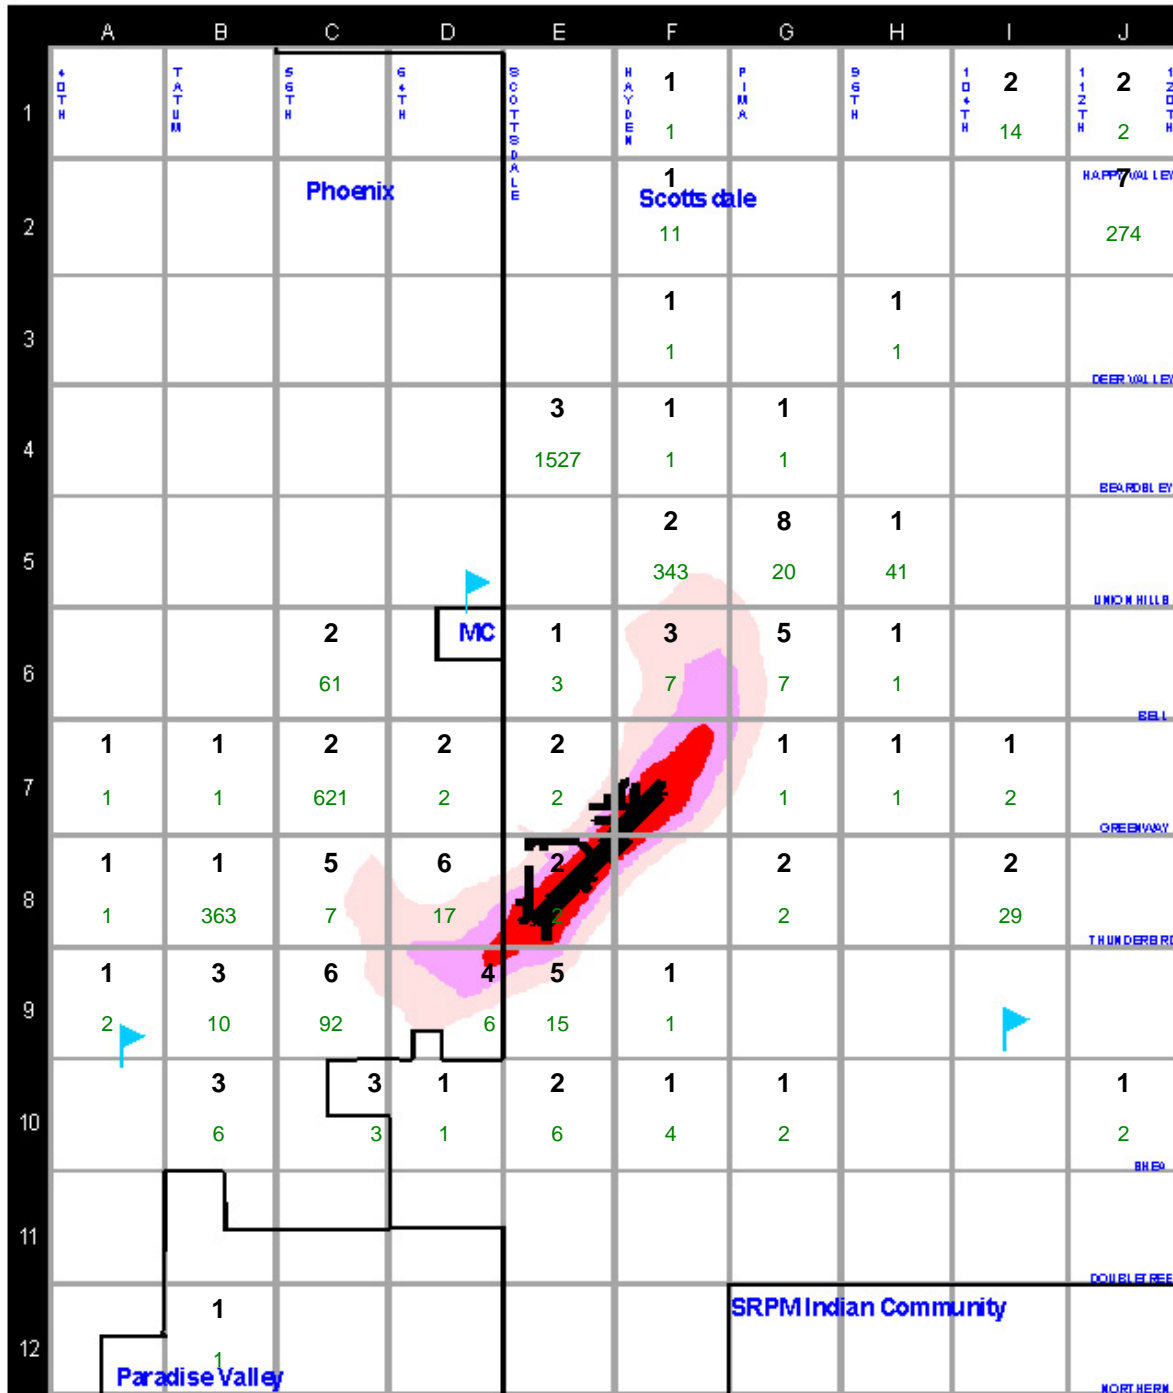 A B C D E F G H I J
40TH TATUM 56TH 64TH SCOTTSDALE HAYDEN PIMA 96TH 104TH 112TH 120TH
1 1 2 2
1 14 2
HAPPY VALLEY
Phoenix Scottsdale
2 1 7
11 274
1 1
3 1 1
DEER VALLEY
3 1 1
4 1527 1 1
BEARDSLEY
2 8 1
5 343 20 41
UNION HILLS
MC
2 1 3 5 1
6 61 3 7 7 1
BELL
1 1 2 2 2 1 1 1
7 1 1 621 2 2 1 1 2
GREENWAY
1 1 5 6 2 2 2
8 1 363 7 17 2 2 29
THUNDERBIRD
1 3 6 4 5 1
9 2 10 92 6 15 1
3 3 1 2 1 1 1
10 6 3 1 6 4 2 2
SHEA
11
DOUBLETREE
1 SRPM Indian Community
12 1
Paradise Valley
NORTHERN